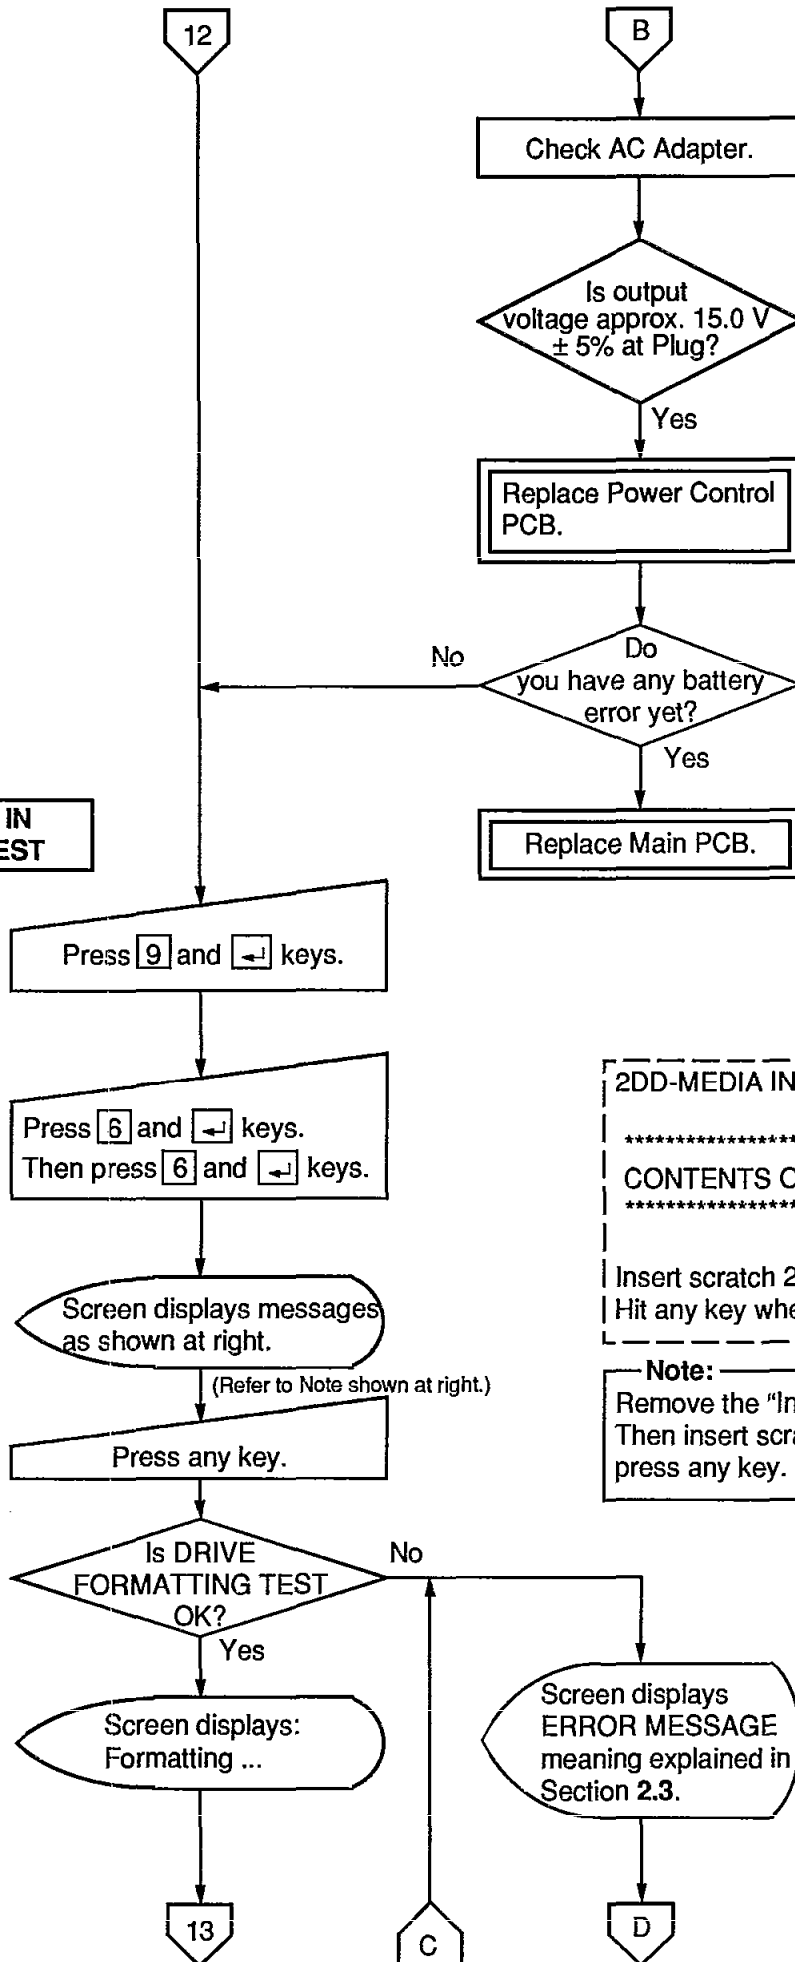 12
B
Check AC Adapter.
Is output
voltage approx. 15.0 V
± 5% at Plug?
Yes
Replace Power Control
PCB.
No
Do
you have any battery
error yet?
Yes
Replace Main PCB.
IN
EST
Press 9 and ↵ keys.
Press 6 and ↵ keys.
Then press 6 and ↵ keys.
2DD-MEDIA IN
******************
CONTENTS O
******************
Insert scratch 2
Hit any key whe
Screen displays messages
as shown at right.
(Refer to Note shown at right.)
Note:
Remove the "In
Then insert scra
press any key.
Press any key.
Is DRIVE
FORMATTING TEST
OK?
No
Yes
Screen displays:
Formatting ...
Screen displays
ERROR MESSAGE
meaning explained in
Section 2.3.
13
C
D